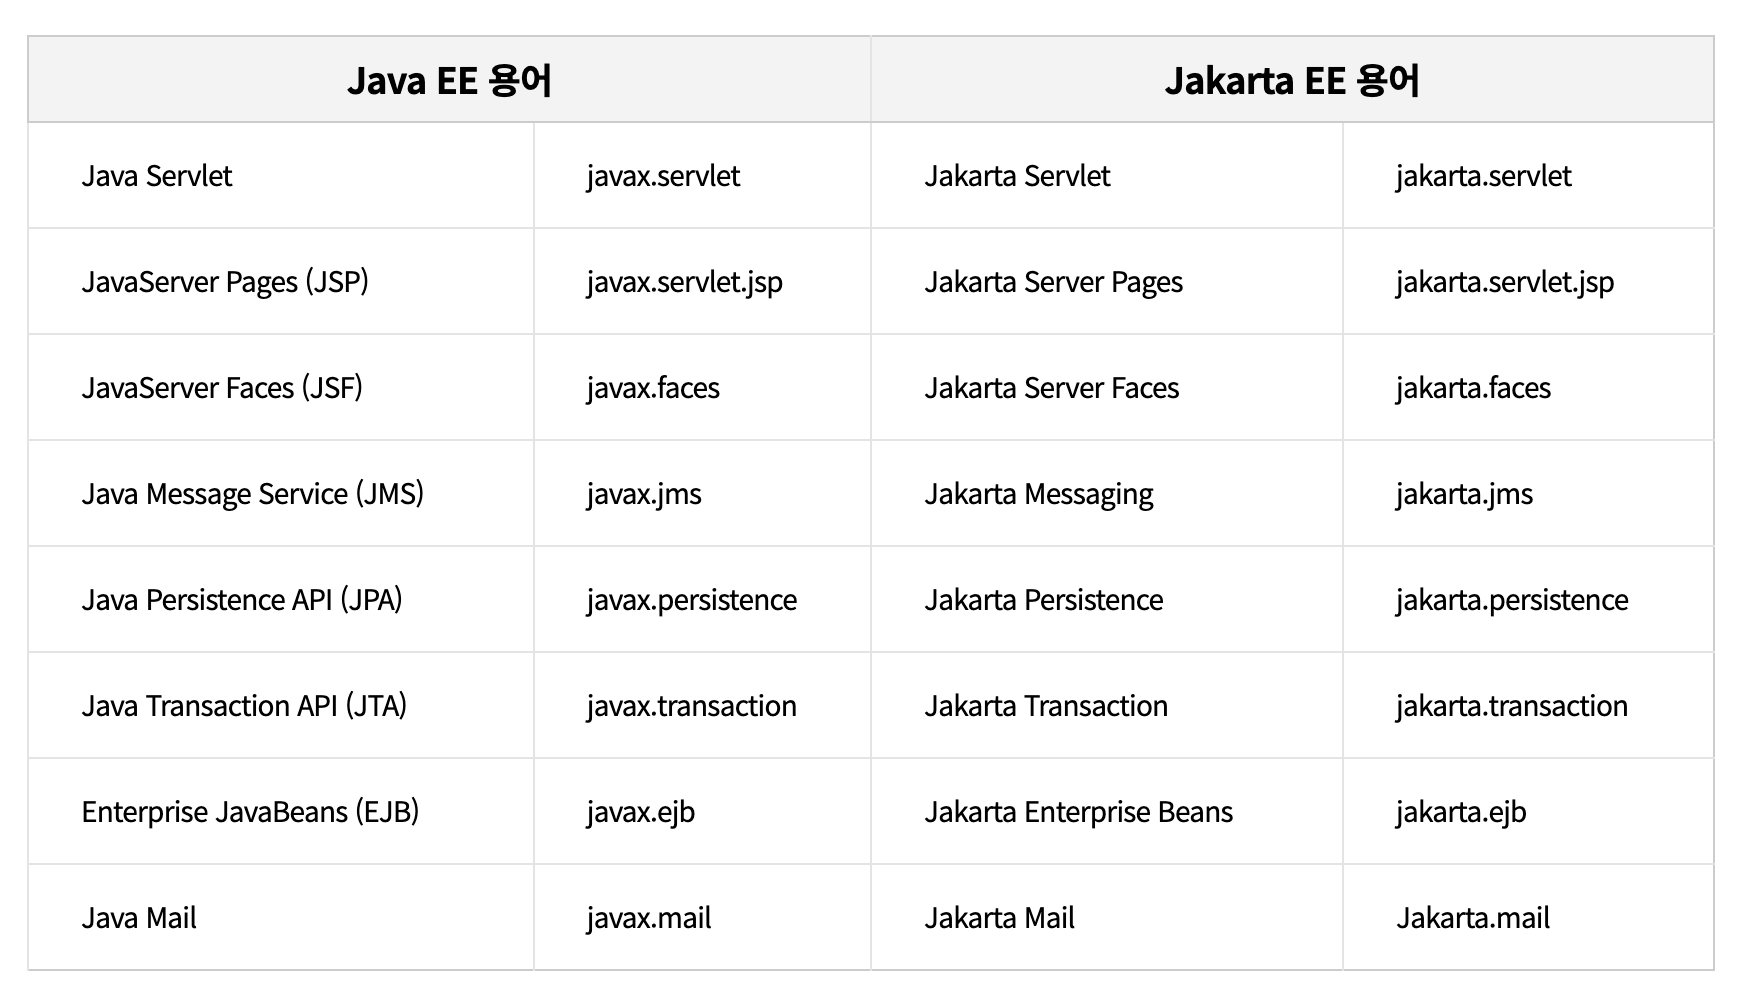 Java EE 용어 Jakarta EE 용어
Java Servlet javax.servlet Jakarta Servlet jakarta.servlet
JavaServer Pages (JSP) javax.servlet.jsp Jakarta Server Pages jakarta.servlet.jsp
JavaServer Faces (JSF) javax.faces Jakarta Server Faces jakarta.faces
Java Message Service (JMS) javax.jms Jakarta Messaging jakarta.jms
Java Persistence API (JPA) javax.persistence Jakarta Persistence jakarta.persistence
Java Transaction API (JTA) javax.transaction Jakarta Transaction jakarta.transaction
Enterprise JavaBeans (EJB) javax.ejb Jakarta Enterprise Beans jakarta.ejb
Java Mail javax.mail Jakarta Mail Jakarta.mail